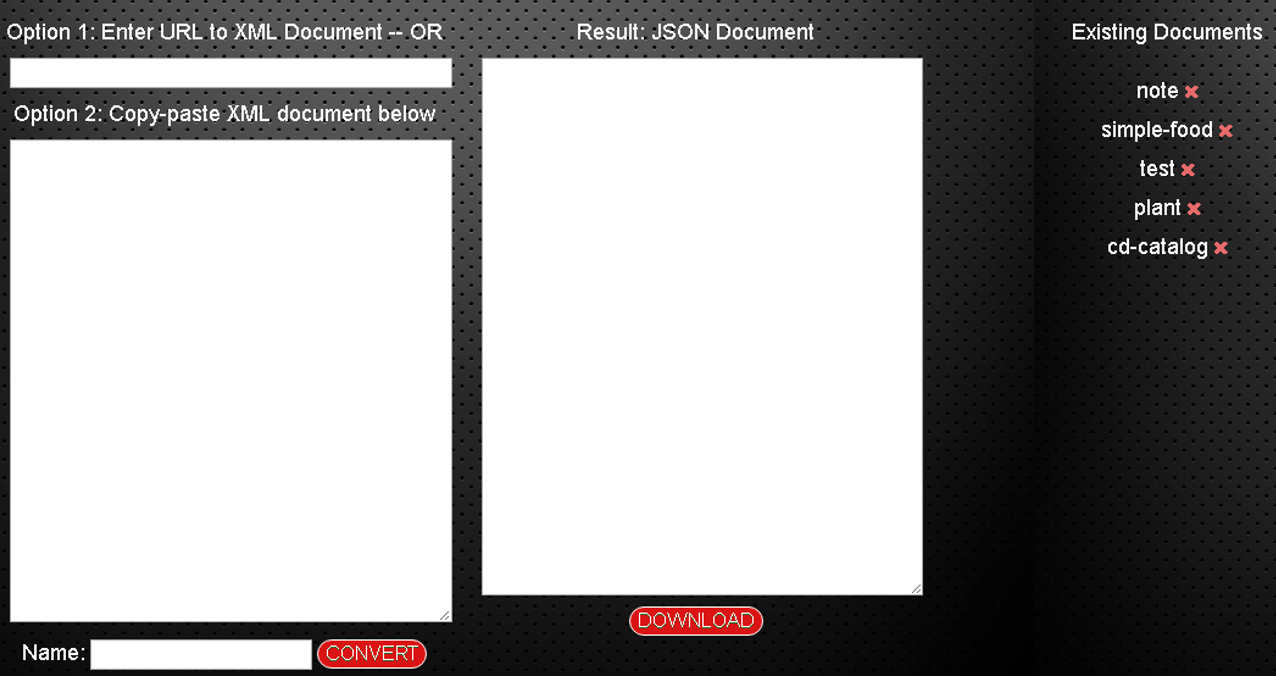 Option 1: Enter URL to XML Document -- OR
Option 2: Copy-paste XML document below
Name:
CONVERT
Result: JSON Document
DOWNLOAD
Existing Documents
note
simple-food
test
plant
cd-catalog